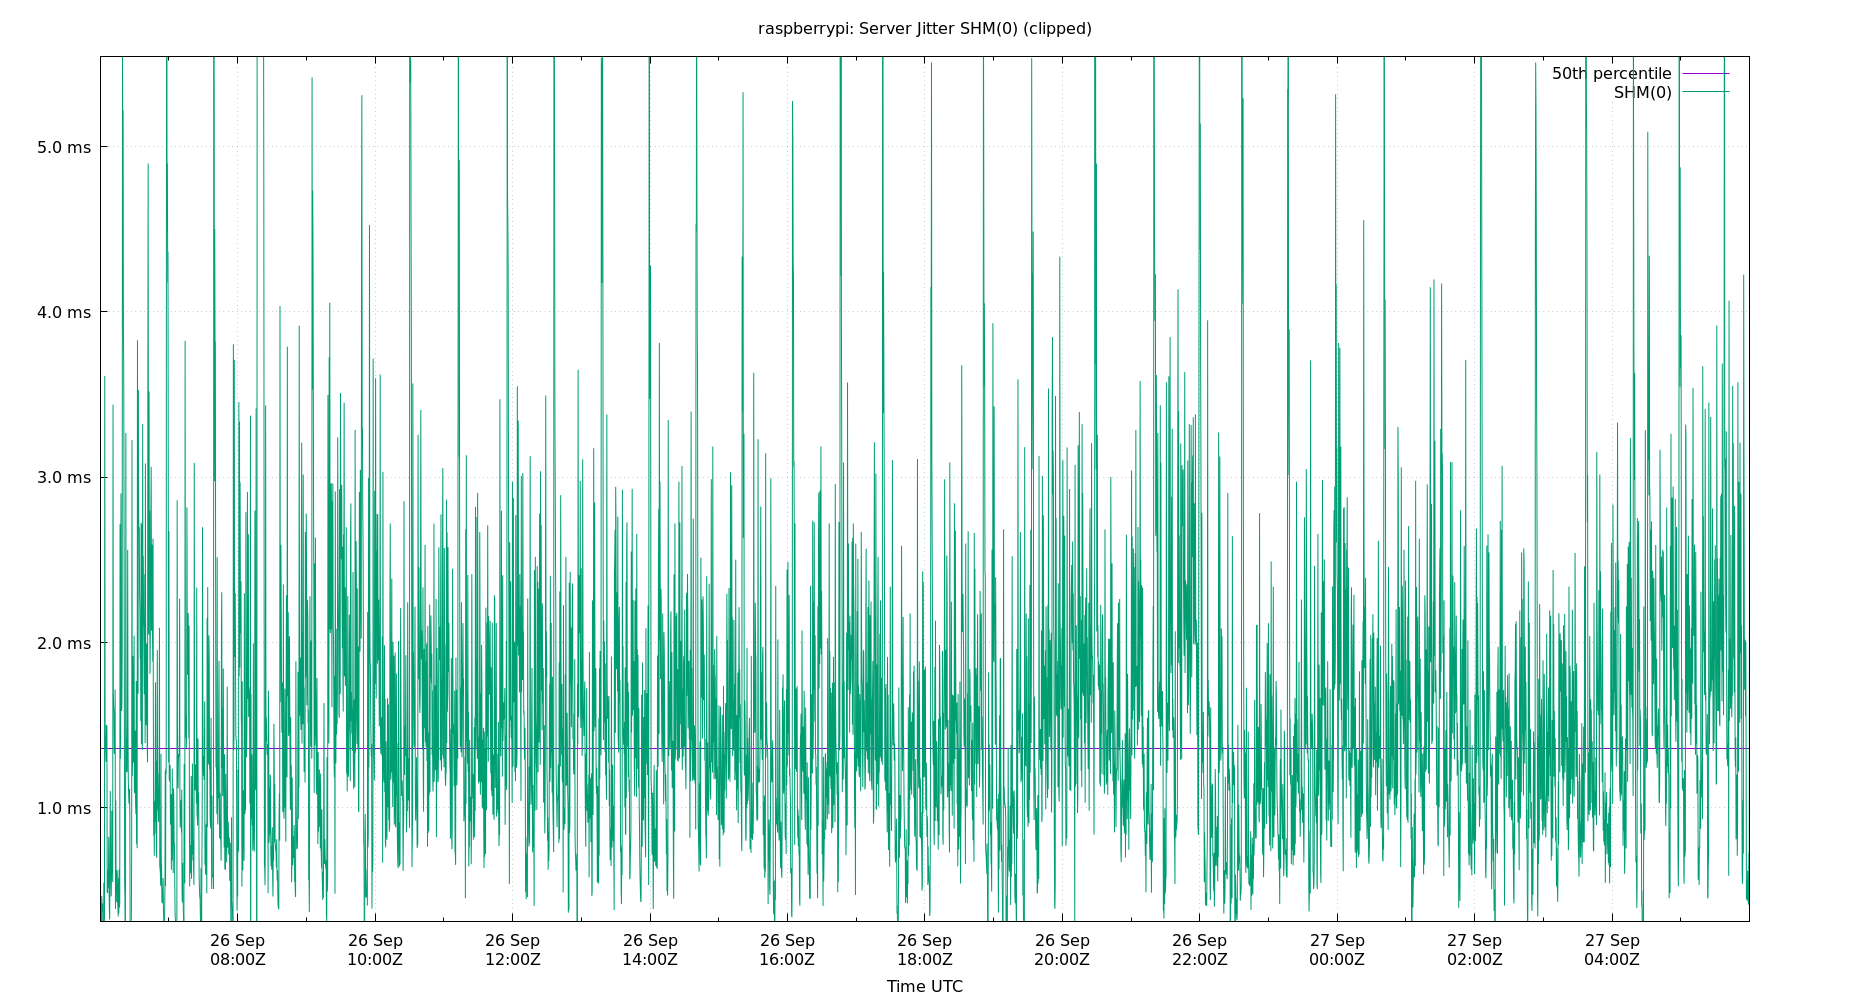 raspberrypi: Server Jitter SHM(0) (clipped)
50th percentile
SHM(0)
5.0 ms
4.0 ms
3.0 ms
2.0 ms
1.0 ms
26 Sep 26 Sep 26 Sep 26 Sep 26 Sep 26 Sep 26 Sep 26 Sep 27 Sep 27 Sep 27 Sep
08:00Z 10:00Z 12:00Z 14:00Z 16:00Z 18:00Z 20:00Z 22:00Z 00:00Z 02:00Z 04:00Z
Time UTC